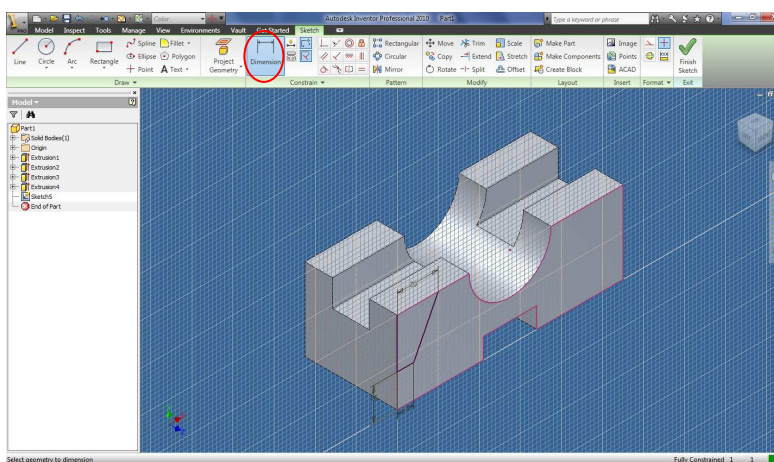 Color
Autodesk Inventor Professional 2010 Part1
Type a keyword or phrase
PRO Model Inspect Tools Manage View Environments Vault Get Started Sketch
Line Circle Arc Rectangle
Spline Fillet
Ellipse Polygon
Point A Text
Project Geometry
Dimension
Rectangular
Circular
Mirror
Move Trim Scale
Copy Extend Stretch
Rotate Split Offset
Make Part
Make Components
Create Block
Image
Points
ACAD
Finish Sketch
Draw Constrain Pattern Modify Layout Insert Format Exit
Model
Part1
Solid Bodies(1)
Origin
Extrusion1
Extrusion2
Extrusion3
Extrusion4
Sketch5
End of Part
20
Select geometry to dimension
Fully Constrained 1 1